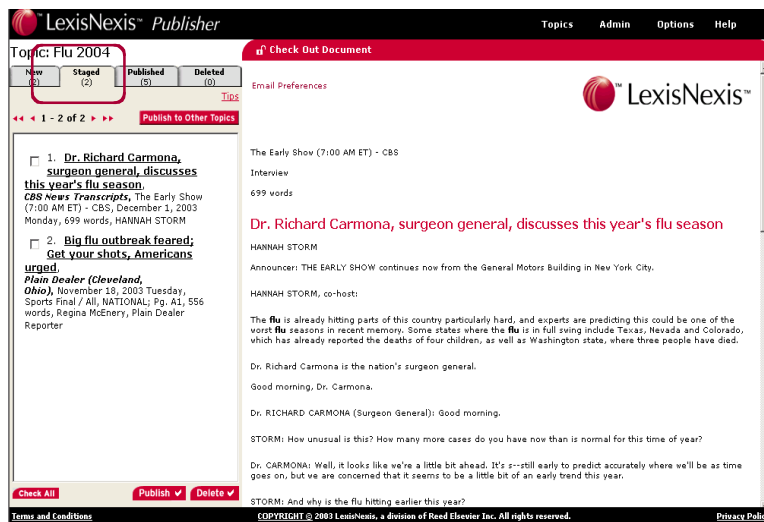 LexisNexis™ Publisher
Topics Admin Options Help
Topic: Flu 2004
New (2) Staged (2) Published (5) Deleted (0)
Tips
1 - 2 of 2
Publish to Other Topics
1. Dr. Richard Carmona,
surgeon general, discusses
this year's flu season,
CBS News Transcripts, The Early Show
(7:00 AM ET) - CBS, December 1, 2003
Monday, 699 words, HANNAH STORM
2. Big flu outbreak feared;
Get your shots, Americans
urged,
Plain Dealer (Cleveland,
Ohio), November 18, 2003 Tuesday,
Sports Final / All, NATIONAL; Pg. A1, 556
words, Regina McEnery, Plain Dealer
Reporter
Check All Publish Delete
Check Out Document
Email Preferences
LexisNexis™
The Early Show (7:00 AM ET) - CBS
Interview
699 words
Dr. Richard Carmona, surgeon general, discusses this year's flu season
HANNAH STORM
Announcer: THE EARLY SHOW continues now from the General Motors Building in New York City.
HANNAH STORM, co-host:
The flu is already hitting parts of this country particularly hard, and experts are predicting this could be one of the
worst flu seasons in recent memory. Some states where the flu is in full swing include Texas, Nevada and Colorado,
which has already reported the deaths of four children, as well as Washington state, where three people have died.
Dr. Richard Carmona is the nation's surgeon general.
Good morning, Dr. Carmona.
Dr. RICHARD CARMONA (Surgeon General): Good morning.
STORM: How unusual is this? How many more cases do you have now than is normal for this time of year?
Dr. CARMONA: Well, it looks like we're a little bit ahead. It's s--still early to predict accurately where we'll be as time
goes on, but we are concerned that it seems to be a little bit of an early trend this year.
STORM: And why is the flu hitting earlier this year?
Terms and Conditions COPYRIGHT © 2003 LexisNexis, a division of Reed Elsevier Inc. All rights reserved. Privacy Polic